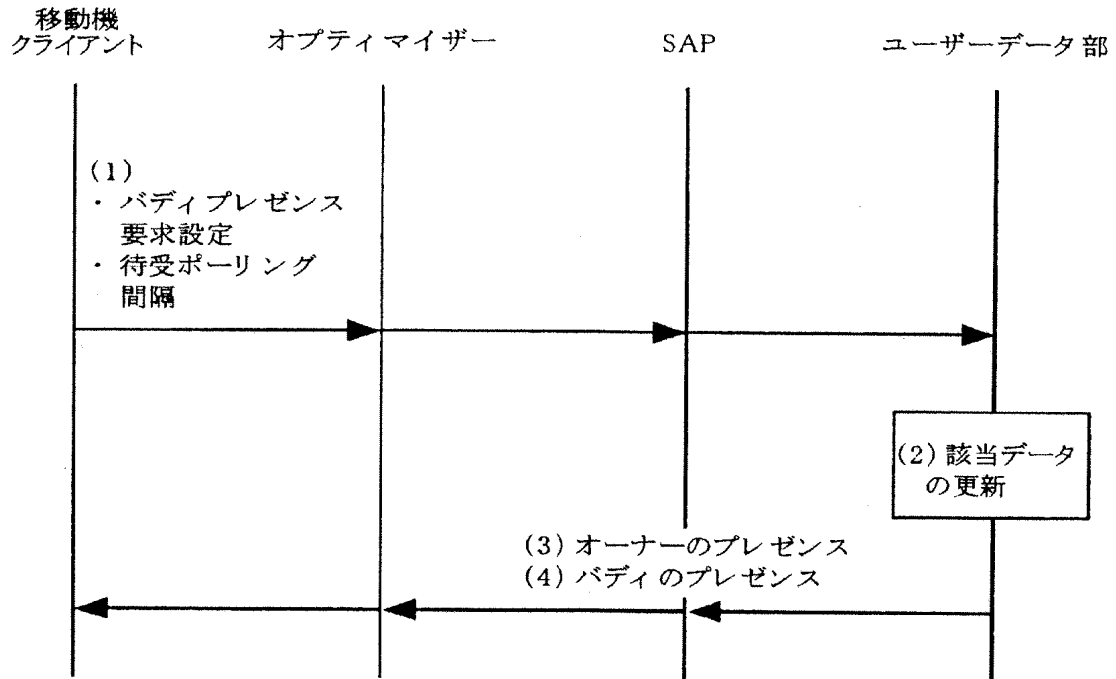 移動機
クライアント
オプティマイザー
SAP
ユーザーデータ部
(1)
・バディプレゼンス
要求設定
・待受ポーリング
間隔
(2)該当データ
の更新
(3)オーナーのプレゼンス
(4)バディのプレゼンス